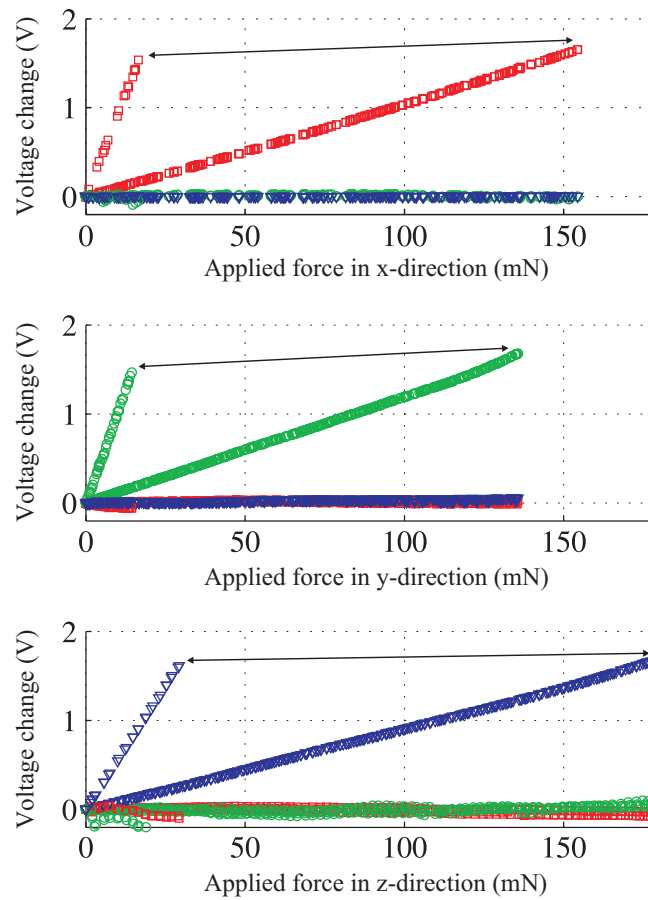 Voltage change (V)
2
1
0
0 50 100 150
Applied force in x-direction (mN)
Voltage change (V)
2
1
0
0 50 100 150
Applied force in y-direction (mN)
Voltage change (V)
2
1
0
0 50 100 150
Applied force in z-direction (mN)